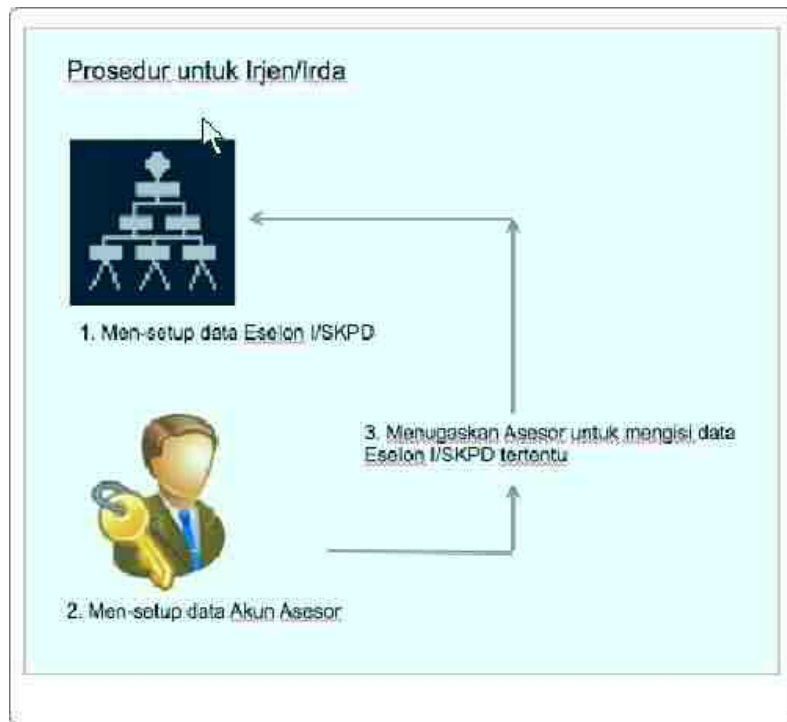 Prosedur untuk Irjen/Irda
1. Men-setup data Eselon I/SKPD
3. Menugaskan Asesor untuk mengisi data
Eselon I/SKPD tertentu
2. Men-setup data Akun Asesor